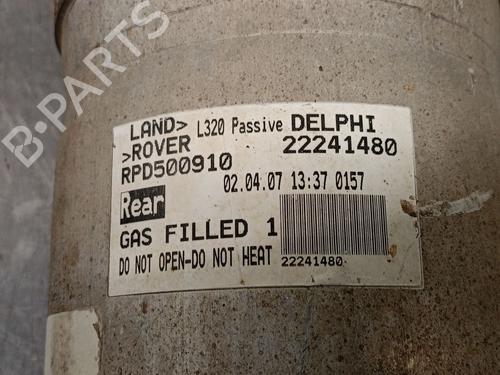 LAND> L320 Passive DELPHI
>ROVER 22241480
RPD500910
02.04.07 13:37 0157
Rear
GAS FILLED 1
DO NOT OPEN-DO NOT HEAT 22241480
B-PARTS